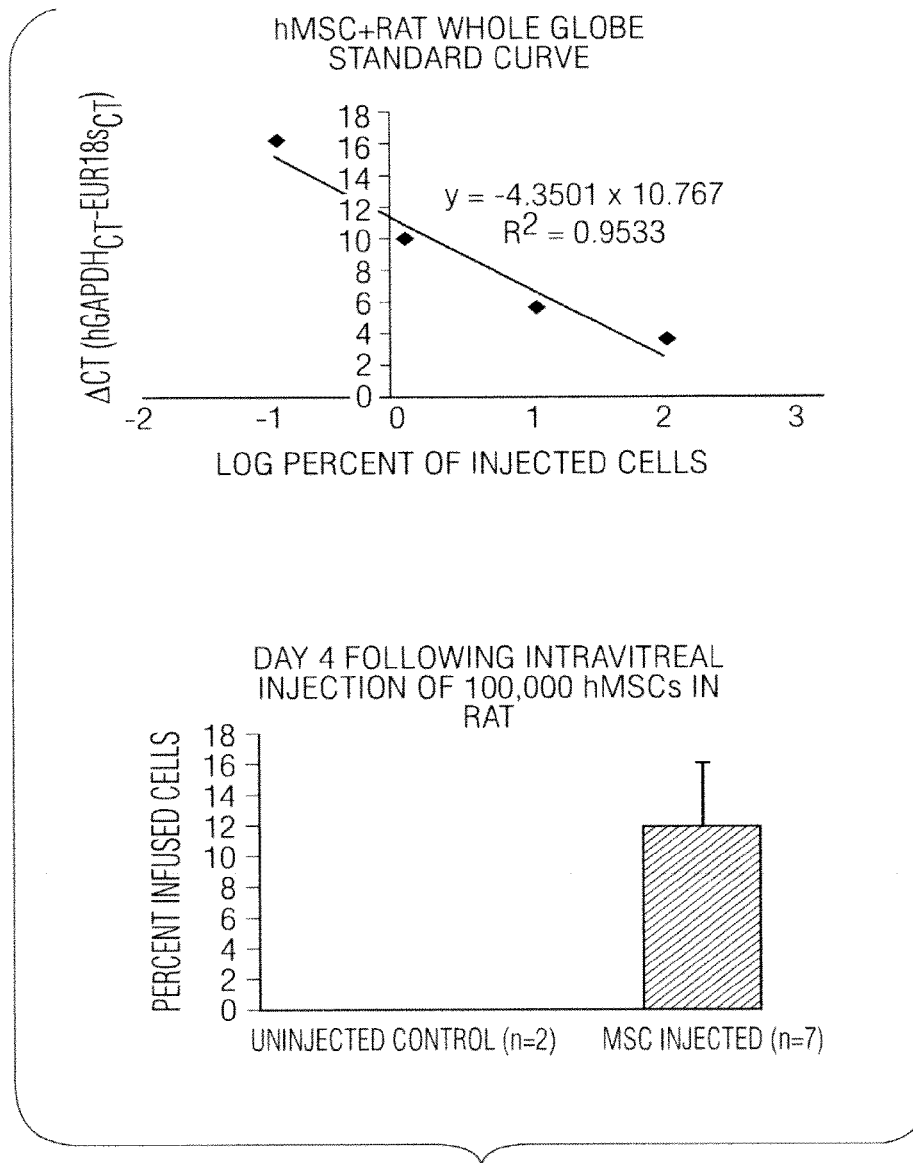 hMSC+RAT WHOLE GLOBE
STANDARD CURVE
ΔCT (hGAPDHCT-EUR18sCT)
18
16
14
12
10
8
6
4
2
0
y = -4.3501 x 10.767
R2 = 0.9533
-2 -1 0 1 2 3
LOG PERCENT OF INJECTED CELLS
DAY 4 FOLLOWING INTRAVITREAL
INJECTION OF 100,000 hMSCs IN
RAT
PERCENT INFUSED CELLS
18
16
14
12
10
8
6
4
2
0
UNINJECTED CONTROL (n=2) MSC INJECTED (n=7)